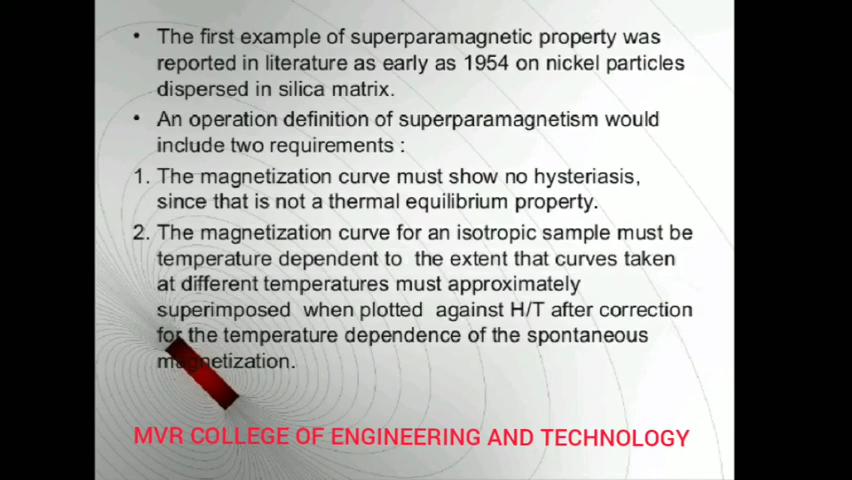 • The first example of superparamagnetic property was
reported in literature as early as 1954 on nickel particles
dispersed in silica matrix.
• An operation definition of superparamagnetism would
include two requirements :
1. The magnetization curve must show no hysteriasis,
since that is not a thermal equilibrium property.
2. The magnetization curve for an isotropic sample must be
temperature dependent to the extent that curves taken
at different temperatures must approximately
superimposed when plotted against H/T after correction
for the temperature dependence of the spontaneous
magnetization.
MVR COLLEGE OF ENGINEERING AND TECHNOLOGY